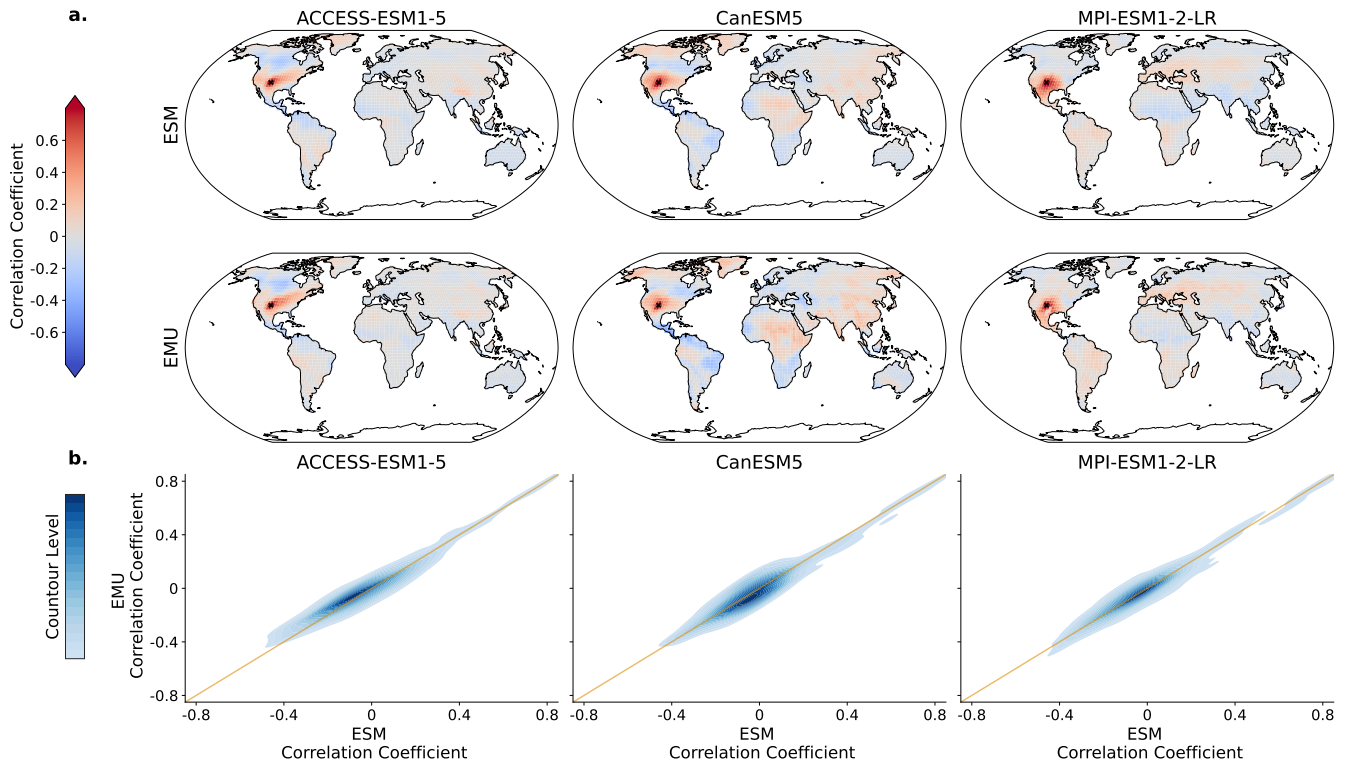 a.
ACCESS-ESM1-5
CanESM5
MPI-ESM1-2-LR
ESM
Correlation Coefficient
0.6
0.4
0.2
0
-0.2
-0.4
-0.6
EMU
b.
ACCESS-ESM1-5
CanESM5
MPI-ESM1-2-LR
Countour Level
EMU
Correlation Coefficient
0.8
0.4
0
-0.4
-0.8
-0.8 -0.4 0 0.4 0.8
-0.8 -0.4 0 0.4 0.8
-0.8 -0.4 0 0.4 0.8
ESM
Correlation Coefficient
ESM
Correlation Coefficient
ESM
Correlation Coefficient